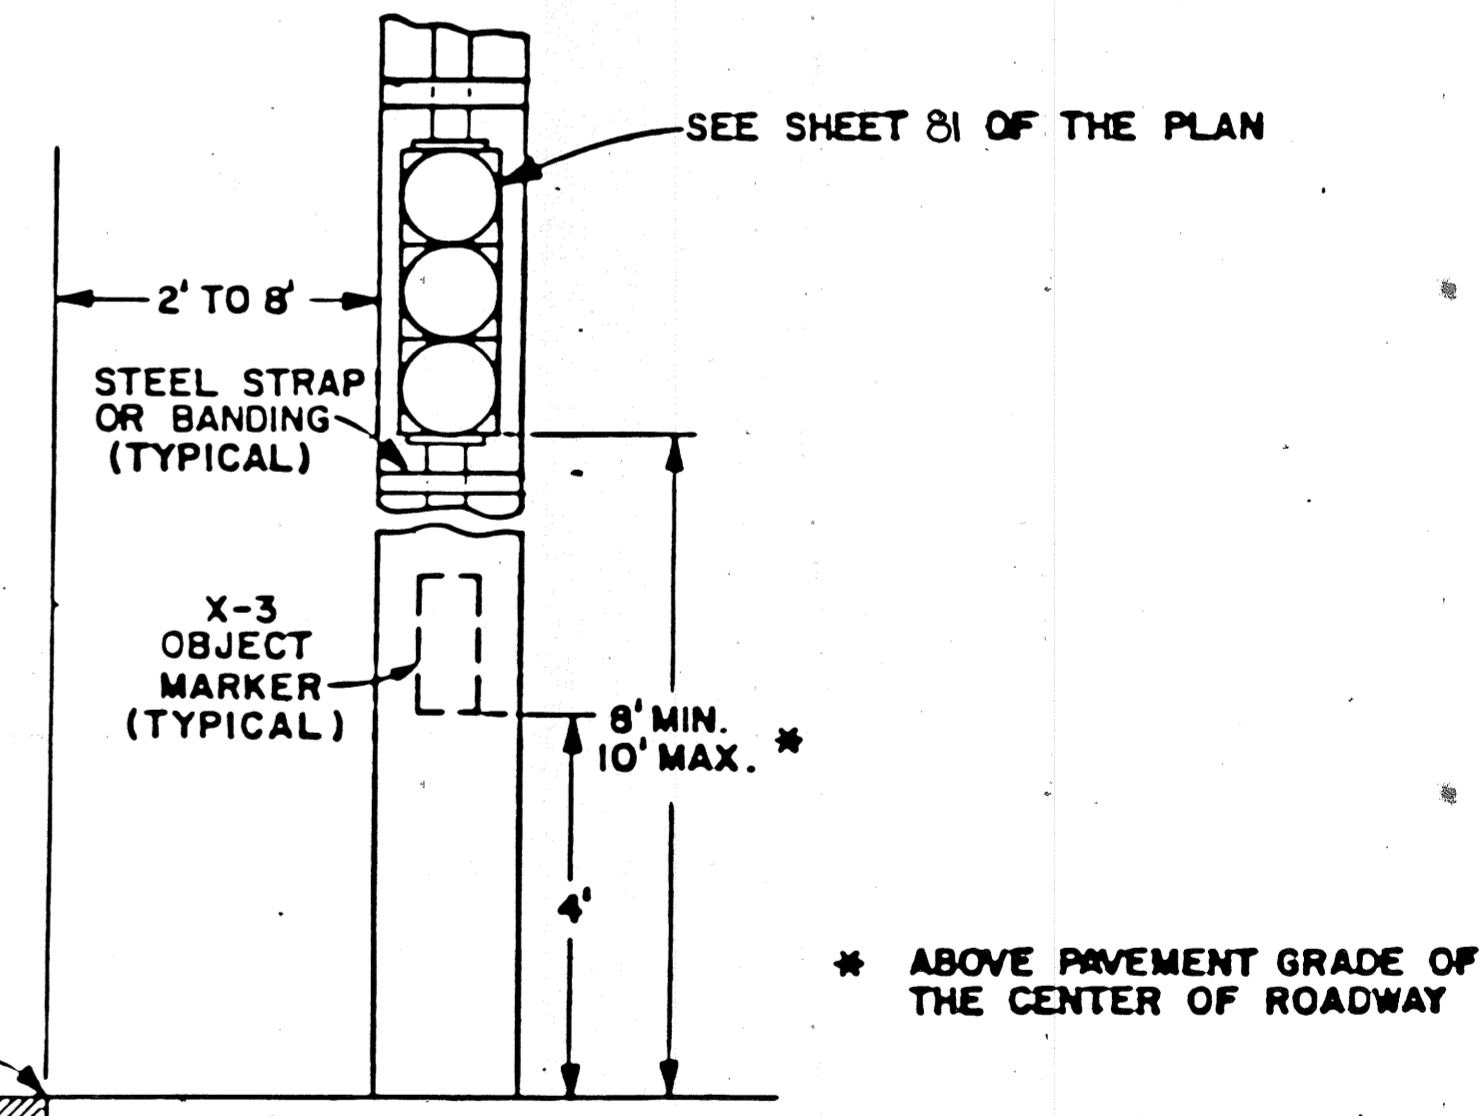 SEE SHEET 81 OF THE PLAN
2' TO 8'
STEEL STRAP
OR BANDING
(TYPICAL)
X-3
OBJECT
MARKER
(TYPICAL)
8' MIN.
10' MAX. *
4'
* ABOVE PAVEMENT GRADE OF
THE CENTER OF ROADWAY